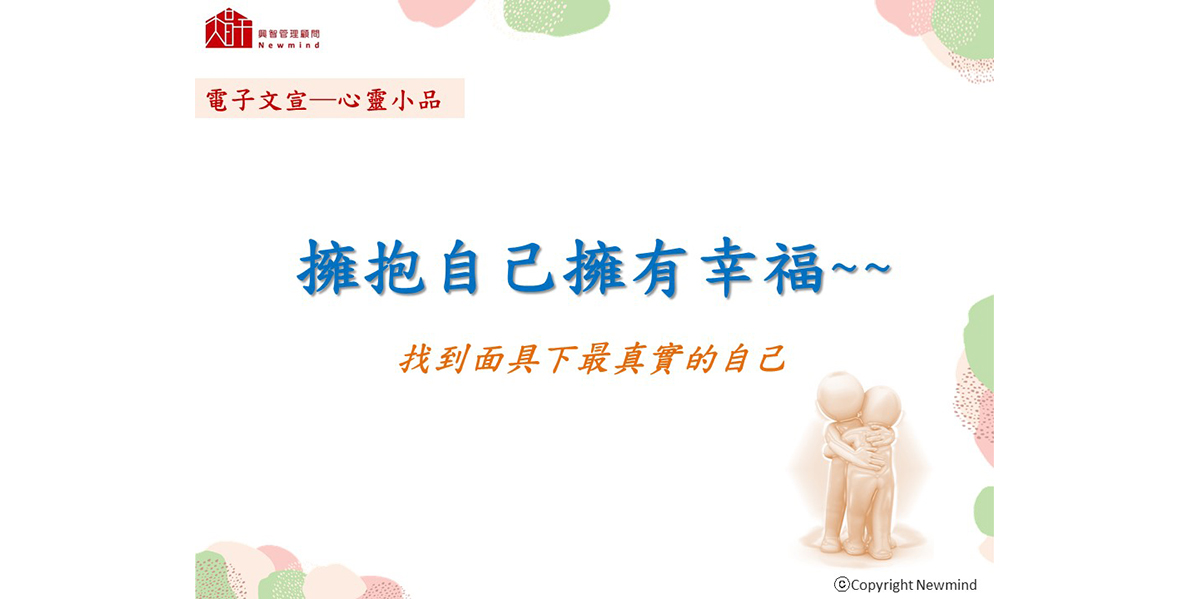 興智管理顧問
Newmind
電子文宣—心靈小品
擁抱自己擁有幸福~~
找到面具下最真實的自己
ⓒCopyright Newmind